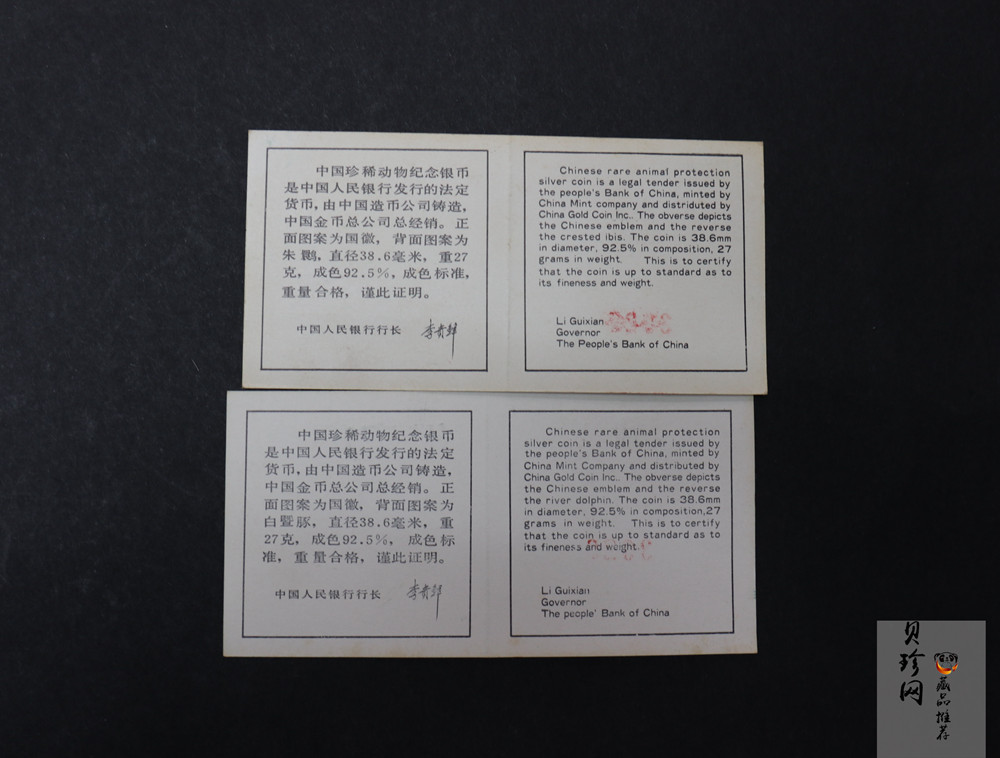 中国珍稀动物纪念银币
是中国人民银行发行的法定
货币，由中国造币公司铸造，
中国金币总公司总经销。正
面图案为国徽，背面图案为
朱鹮，直径38.6毫米，重27
克，成色92.5%，成色标准，
重量合格，谨此证明。
中国人民银行行长 李贵鲜
Chinese rare animal protection
silver coin is a legal tender issued by
the people's Bank of China, minted by
China Mint company and distriduted by
China Gold Coin Inc.. The obverse depicts
the Chinese emblem and the reverse
the crested ibis. The coin is 38.6mm
in diameter, 92.5% in composition, 27
grams in weight. This is to certify
that the coin is up to standard as to
its fineness and weight.
Li Guixian
Governor
The People's Bank of China
中国珍稀动物纪念银币
是中国人民银行发行的法定
货币，由中国造币公司铸造，
中国金币总公司总经销。正
面图案为国徽，背面图案为
白暨豚，直径38.6毫米，重
27克，成色92.5%，成色标
准，重量合格，谨此证明。
中国人民银行行长 李贵鲜
Chinese rare animal protection
silver coin is a legal tender issued by
the people's Bank of China, minted by
China Mint Company and distributed by
China Gold Coin Inc.. The obverse depicts
the Chinese emblem and the reverse
the river dolphin. The coin is 38.6mm
in diameter, 92.5% in composition,27
grams in weight. This is to certify
that the coin is up to standard as to
its fineness and weight.
Li Guixian
Governor
The people' Bank of China
贝珍网
藏品推荐